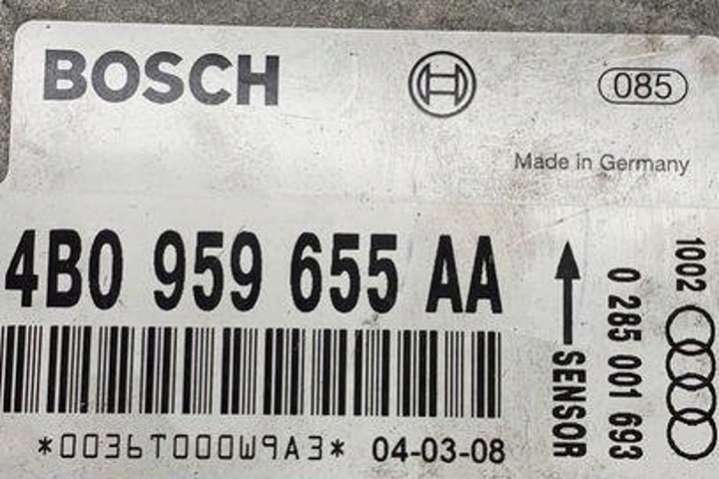 BOSCH
085
Made in Germany
4B0 959 655 AA
*0036T000W9A3* 04-03-08
SENSOR
0 285 001 693
1002